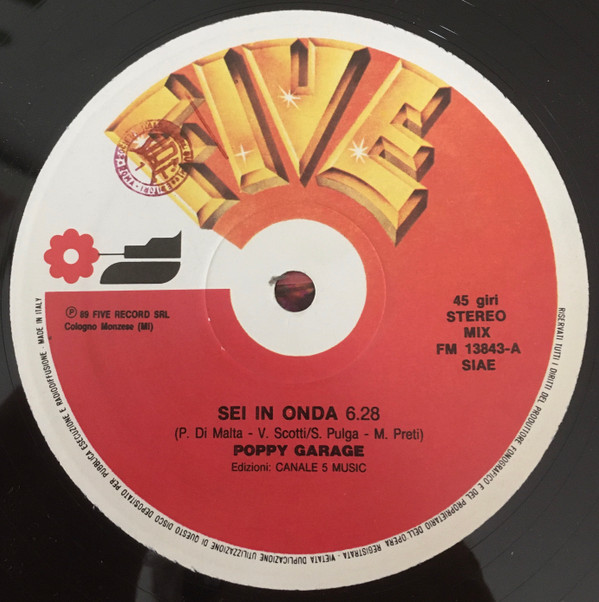 FIVE
℗ 89 FIVE RECORD SRL
Cologno Monzese (MI)
45 giri
STEREO
MIX
FM 13843-A
SIAE
SEI IN ONDA 6.28
(P. Di Malta - V. Scotti/S. Pulga - M. Preti)
POPPY GARAGE
Edizioni: CANALE 5 MUSIC
RISERVATI TUTTI I DIRITTI DEL PRODUTTORE FONOGRAFICO E DEL PROPRIETARIO DELL'OPERA REGISTRATA - VIETATA DUPLICAZIONE UTILIZZAZIONE DI QUESTO DISCO DEPOSITATO PER PUBBLICA ESECUZIONE E RADIODIFFUSIONE MADE IN ITALY